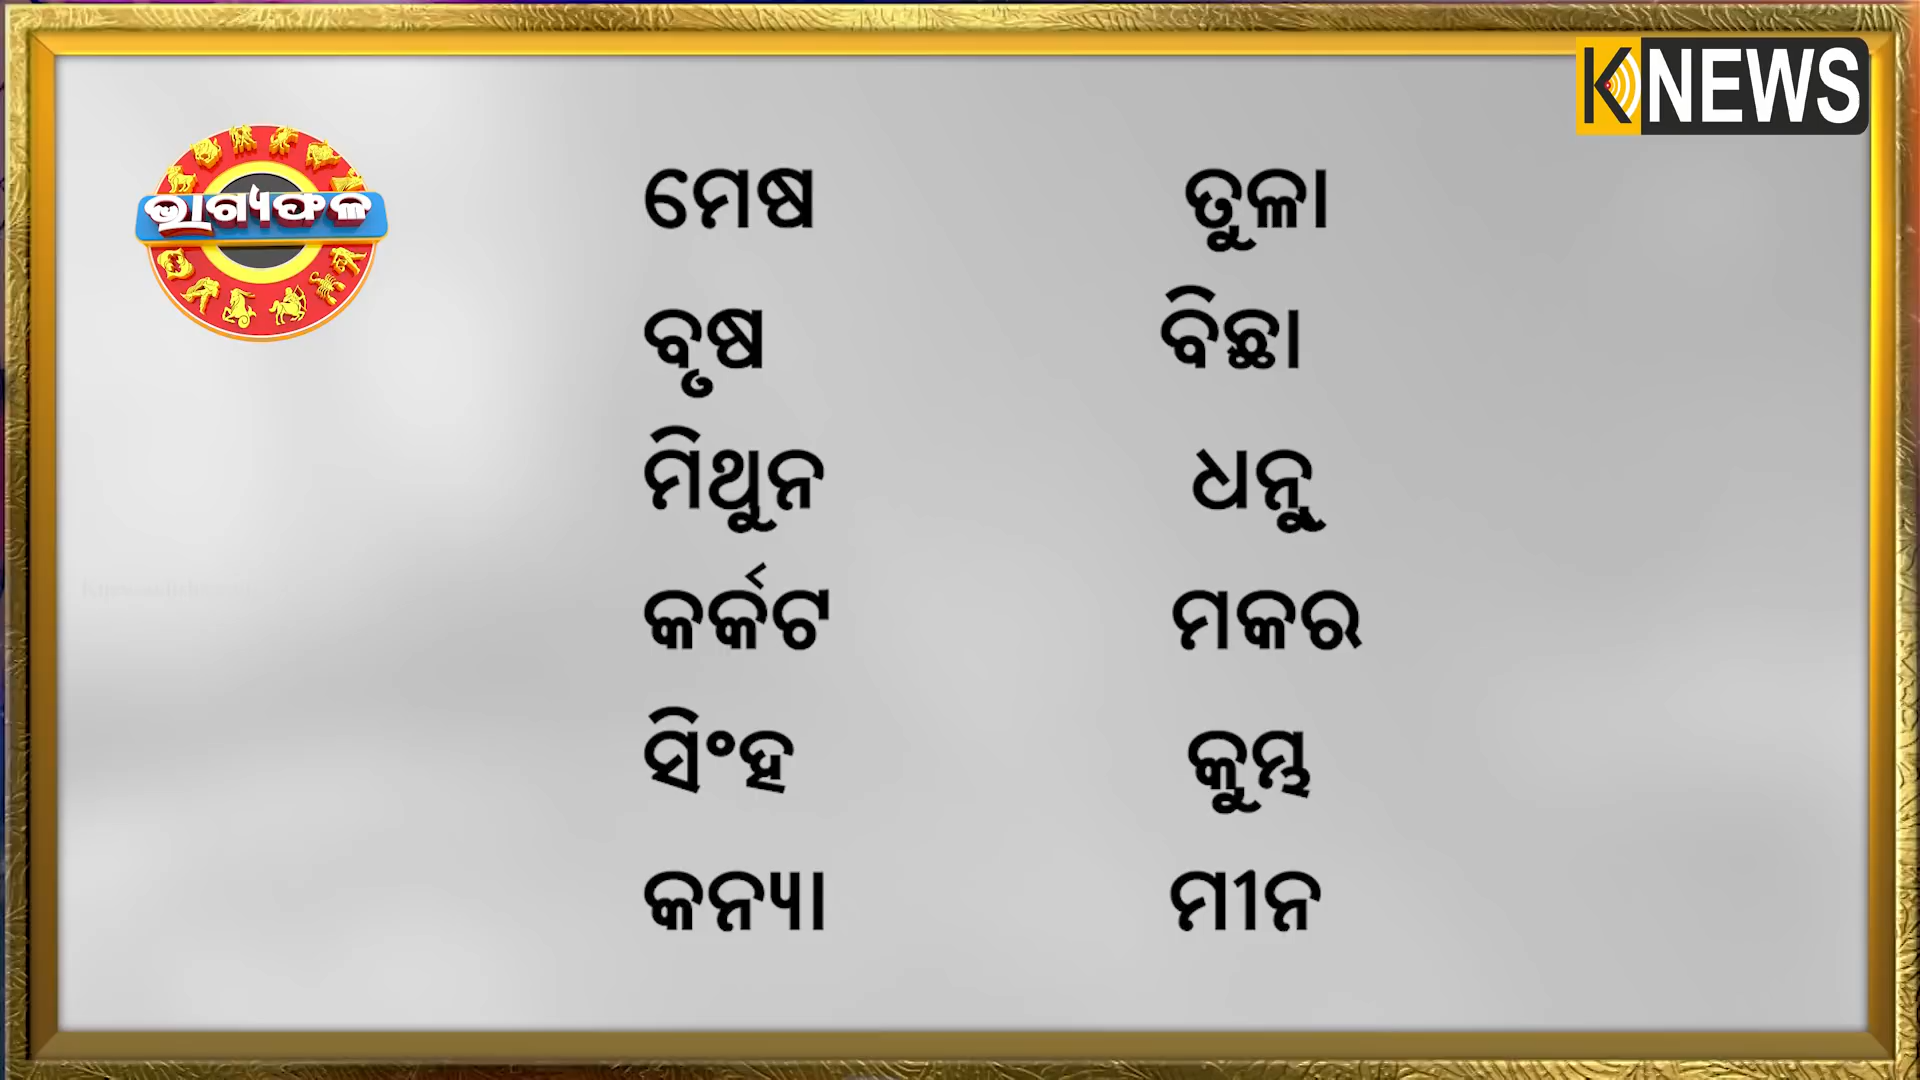 KNEWS
ଭାଗ୍ୟଫଳ
ମେଷ
ବୃଷ
ମିଥୁନ
କର୍କଟ
ସିଂହ
କନ୍ୟା
ତୁଳା
ବିଛା
ଧନୁ
ମକର
କୁମ୍ଭ
ମୀନ